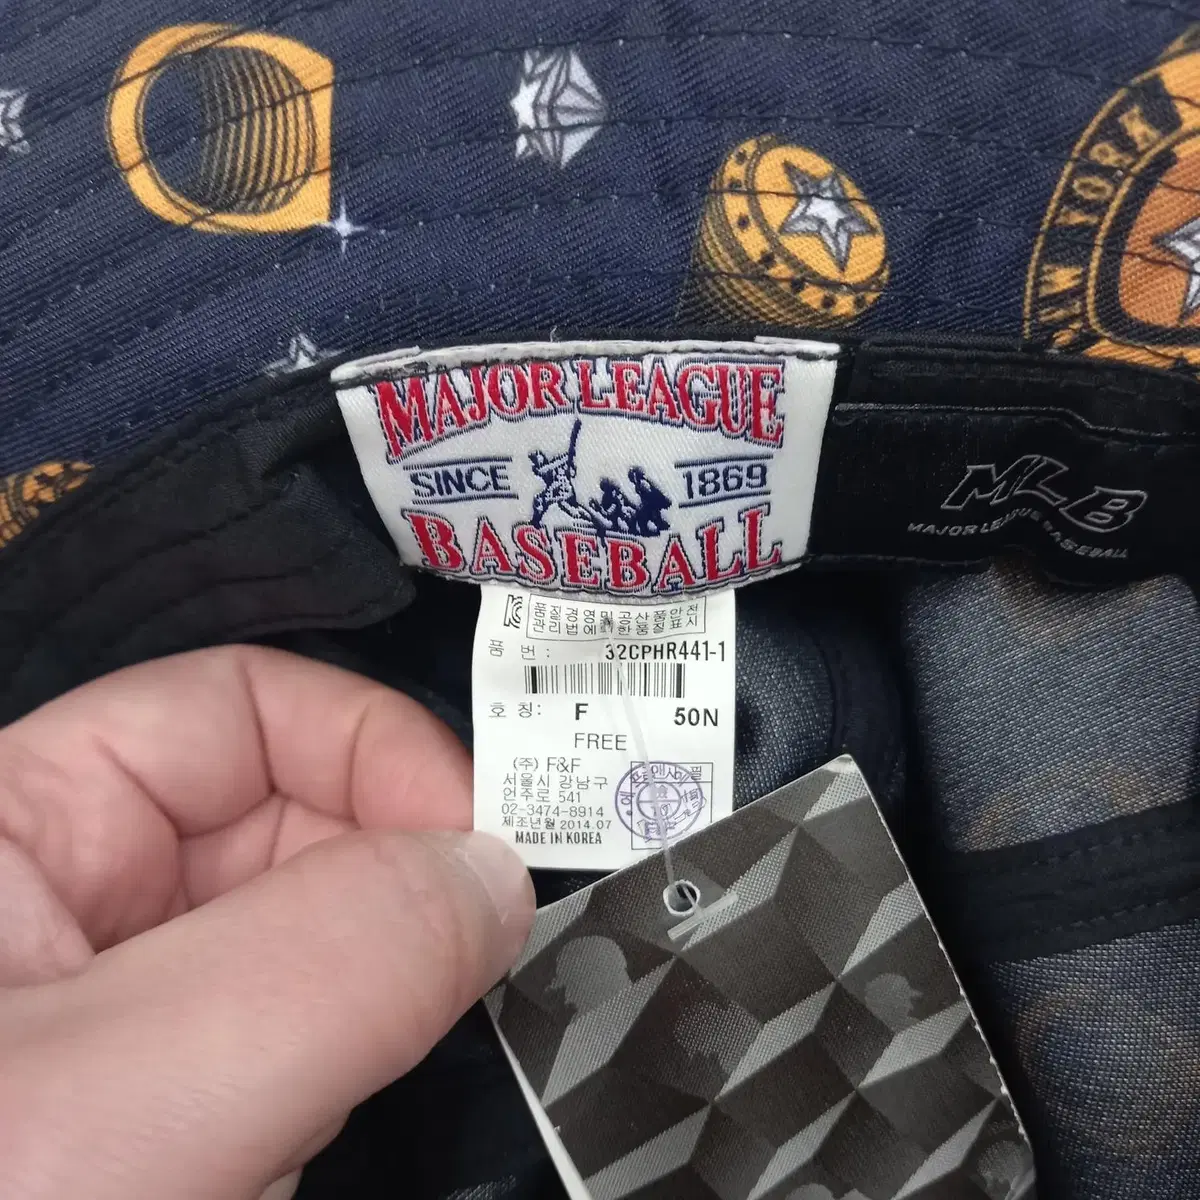 NEW YORK
MAJOR LEAGUE
SINCE 1869
BASEBALL
MLB
MAJOR LEAGUE BASEBALL
품질경영및공산품안전
관리법에의한품질표시
품 번 : 32CPHR441-1
호 칭 : F 50N
FREE
(주) F&F
서울시 강남구
언주로 541
02-3474-8914
제조년월 2014.07
MADE IN KOREA